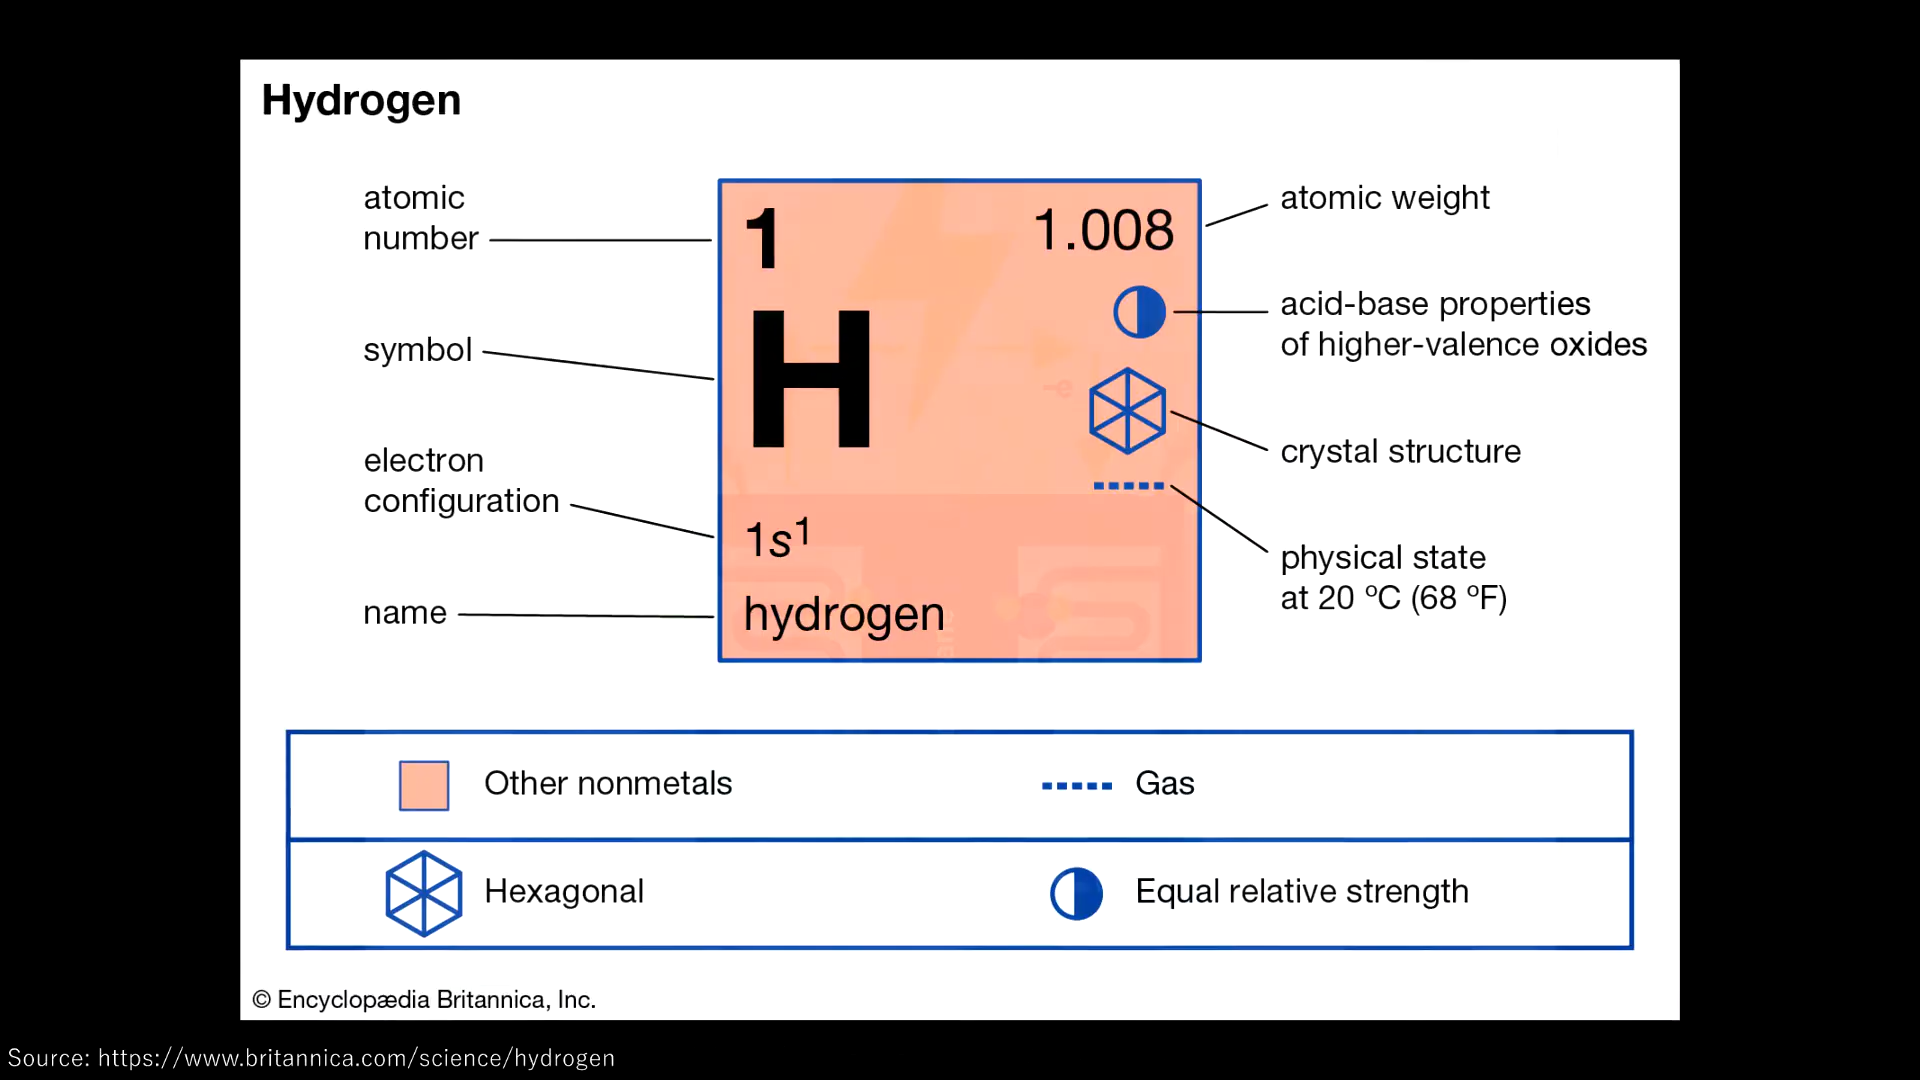 Hydrogen
atomic
number
symbol
electron
configuration
name
1
1.008
H
1s¹
hydrogen
atomic weight
acid-base properties
of higher-valence oxides
crystal structure
physical state
at 20 ºC (68 ºF)
Other nonmetals
Gas
Hexagonal
Equal relative strength
© Encyclopædia Britannica, Inc.
Source: https://www.britannica.com/science/hydrogen